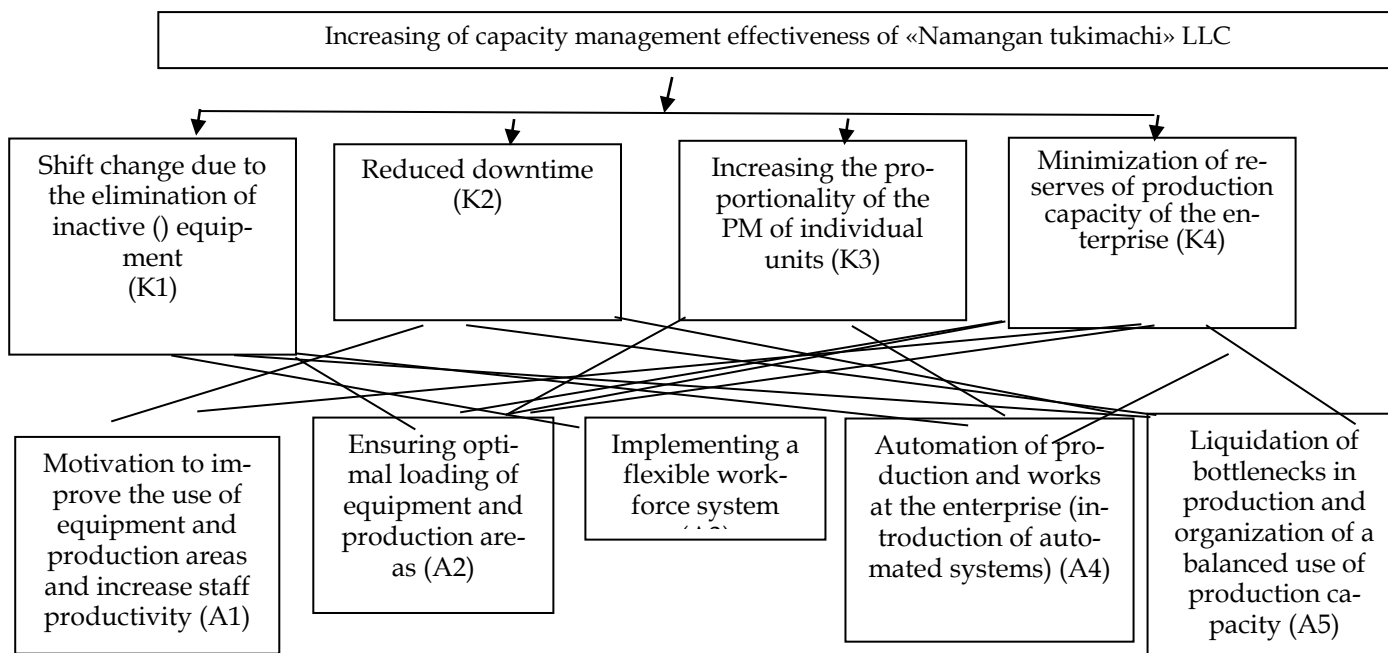 Increasing of capacity management effectiveness of «Namangan tukimachi» LLC
Shift change due to
the elimination of
inactive () equip-
ment
(K1)
Reduced downtime
(K2)
Increasing the pro-
portionality of the
PM of individual
units (K3)
Minimization of re-
serves of production
capacity of the en-
terprise (K4)
Motivation to im-
prove the use of
equipment and
production areas
and increase staff
productivity (A1)
Ensuring opti-
mal loading of
equipment and
production are-
as (A2)
Implementing a
flexible work-
force system
Automation of pro-
duction and works
at the enterprise (in-
troduction of auto-
mated systems) (A4)
Liquidation of
bottlenecks in
production and
organization of a
balanced use of
production ca-
pacity (A5)